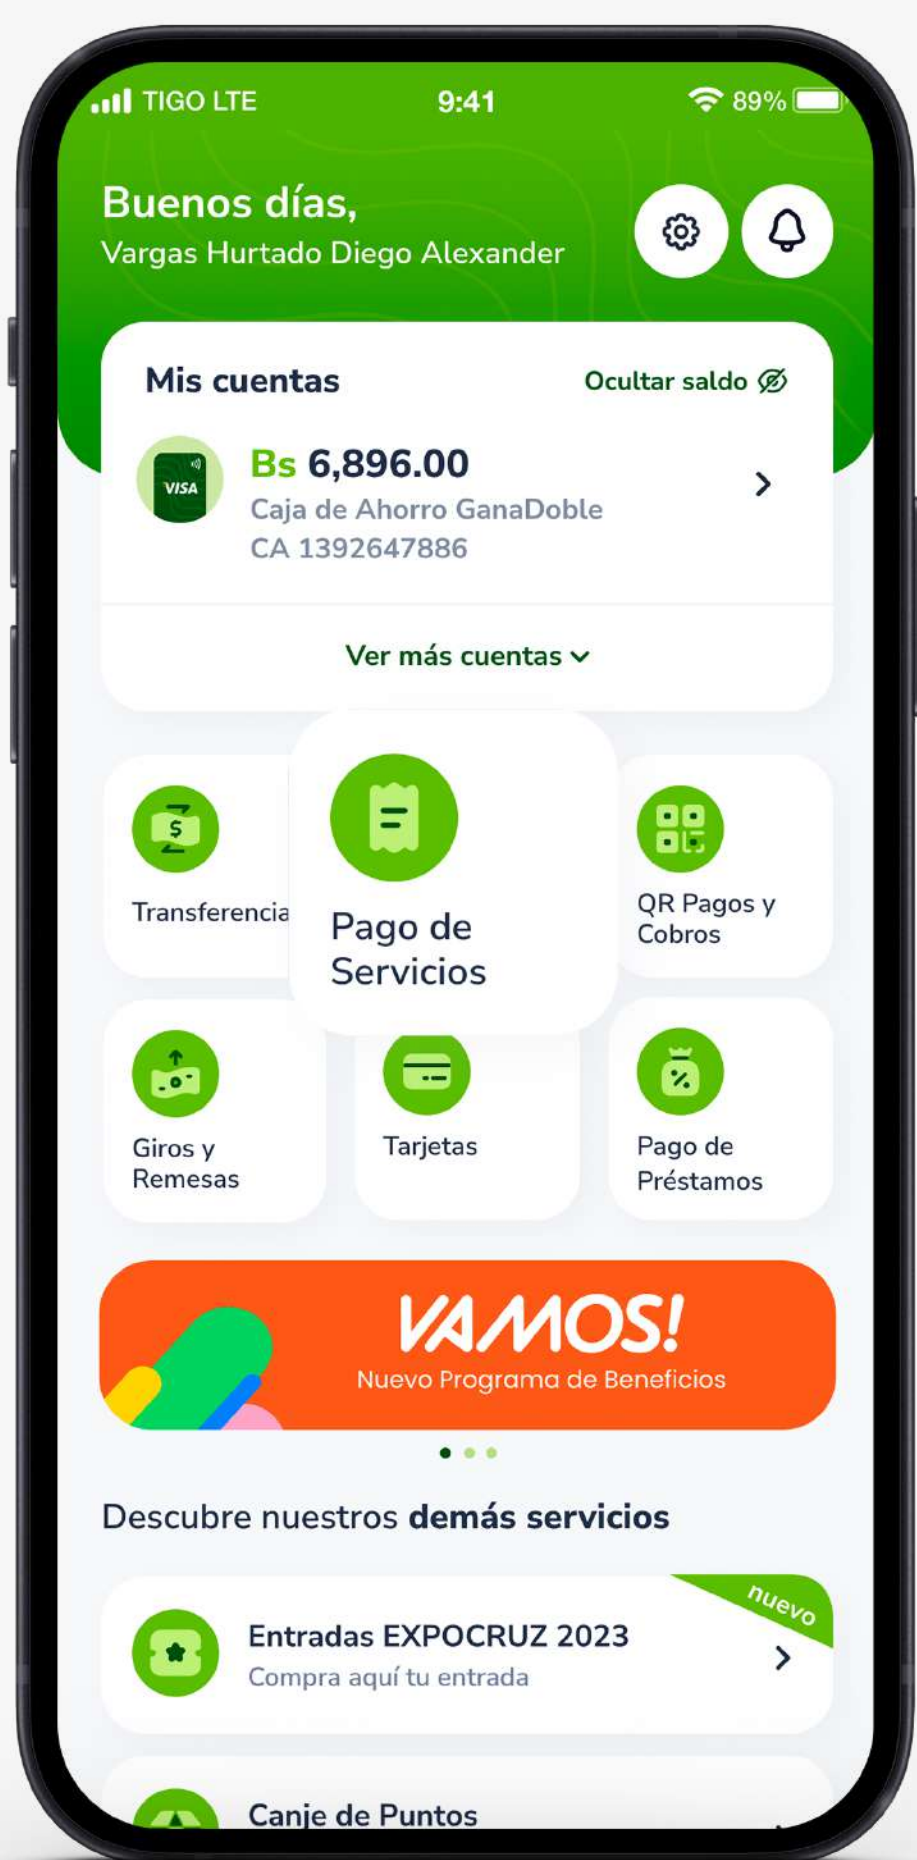 TIGO LTE 9:41 89%
Buenos días,
Vargas Hurtado Diego Alexander
Mis cuentas Ocultar saldo
VISA
Bs 6,896.00
Caja de Ahorro GanaDoble
CA 1392647886
Ver más cuentas
Transferencia
Pago de
Servicios
QR Pagos y
Cobros
Giros y
Remesas
Tarjetas
Pago de
Préstamos
VAMOS!
Nuevo Programa de Beneficios
Descubre nuestros demás servicios
nuevo
Entradas EXPOCRUZ 2023
Compra aquí tu entrada
Canje de Puntos